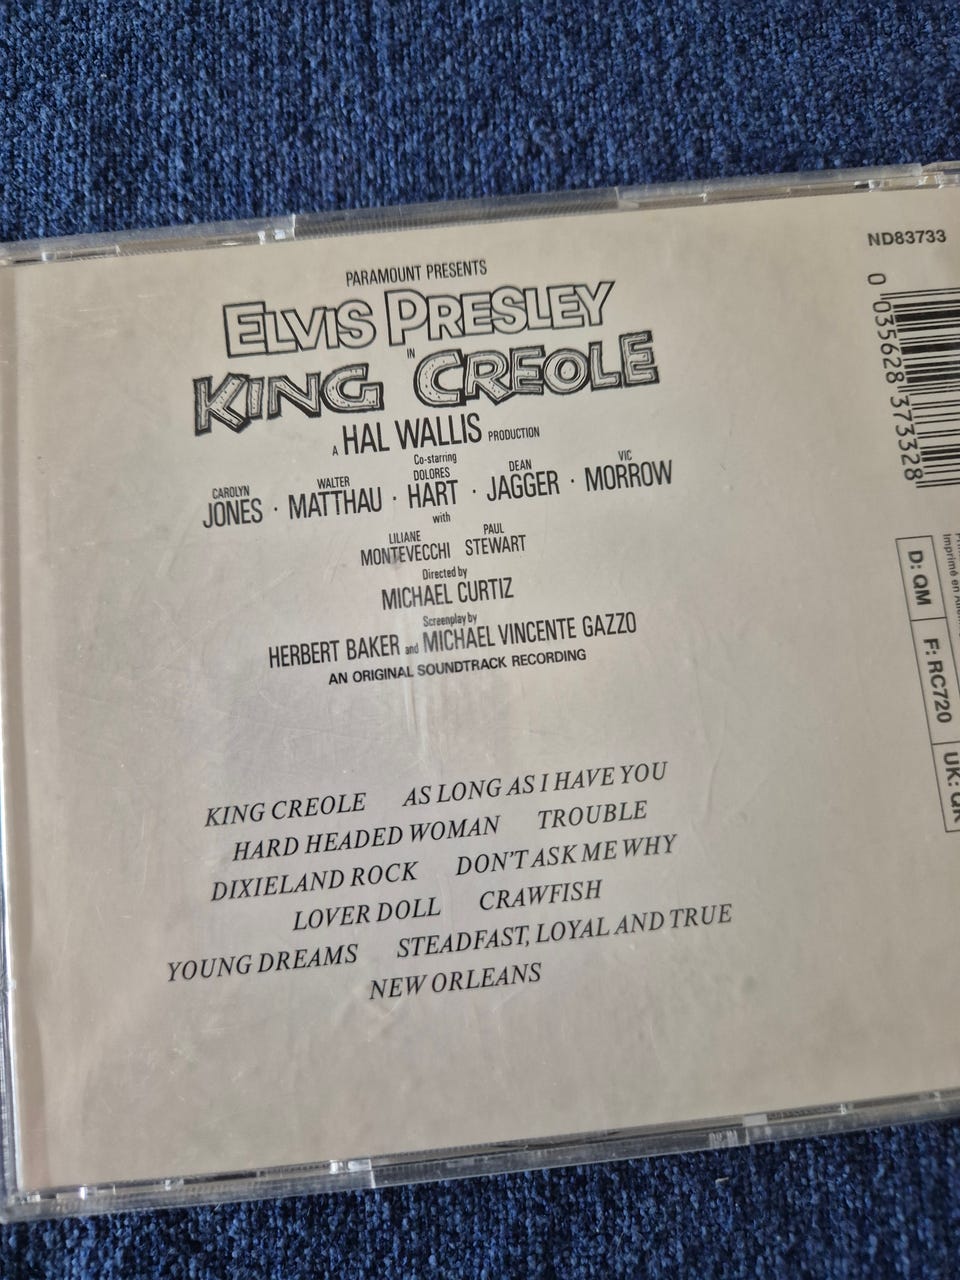 PARAMOUNT PRESENTS
ELVIS PRESLEY
IN
KING CREOLE
A HAL WALLIS PRODUCTION
Co-starring
CAROLYN JONES · WALTER MATTHAU · DOLORES HART · DEAN JAGGER · VIC MORROW
with
LILIANE MONTEVECCHI PAUL STEWART
Directed by
MICHAEL CURTIZ
Screenplay by
HERBERT BAKER and MICHAEL VINCENTE GAZZO
AN ORIGINAL SOUNDTRACK RECORDING
KING CREOLE AS LONG AS I HAVE YOU
HARD HEADED WOMAN TROUBLE
DIXIELAND ROCK DON'T ASK ME WHY
LOVER DOLL CRAWFISH
YOUNG DREAMS STEADFAST, LOYAL AND TRUE
NEW ORLEANS
ND83733
0 035628 373328
Imprimé en
D: QM
F: RC720
UK: